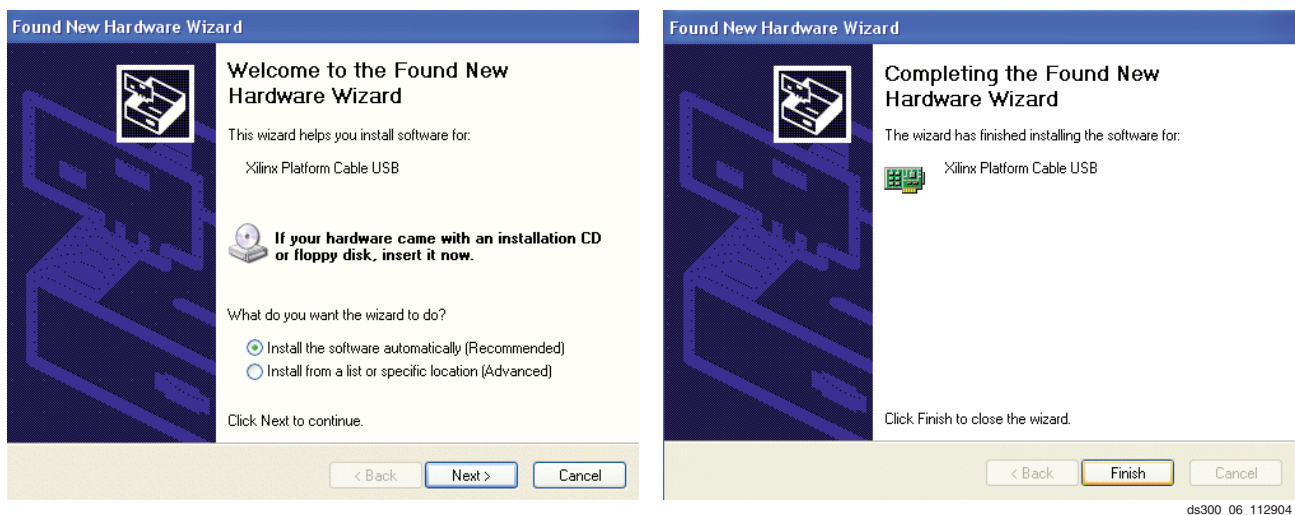 Found New Hardware Wizard
Welcome to the Found New
Hardware Wizard
This wizard helps you install software for:
Xilinx Platform Cable USB
If your hardware came with an installation CD
or floppy disk, insert it now.
What do you want the wizard to do?
Install the software automatically (Recommended)
Install from a list or specific location (Advanced)
Click Next to continue.
< Back
Next >
Cancel
Found New Hardware Wizard
Completing the Found New
Hardware Wizard
The wizard has finished installing the software for:
Xilinx Platform Cable USB
Click Finish to close the wizard.
< Back
Finish
Cancel
ds300_06_112904